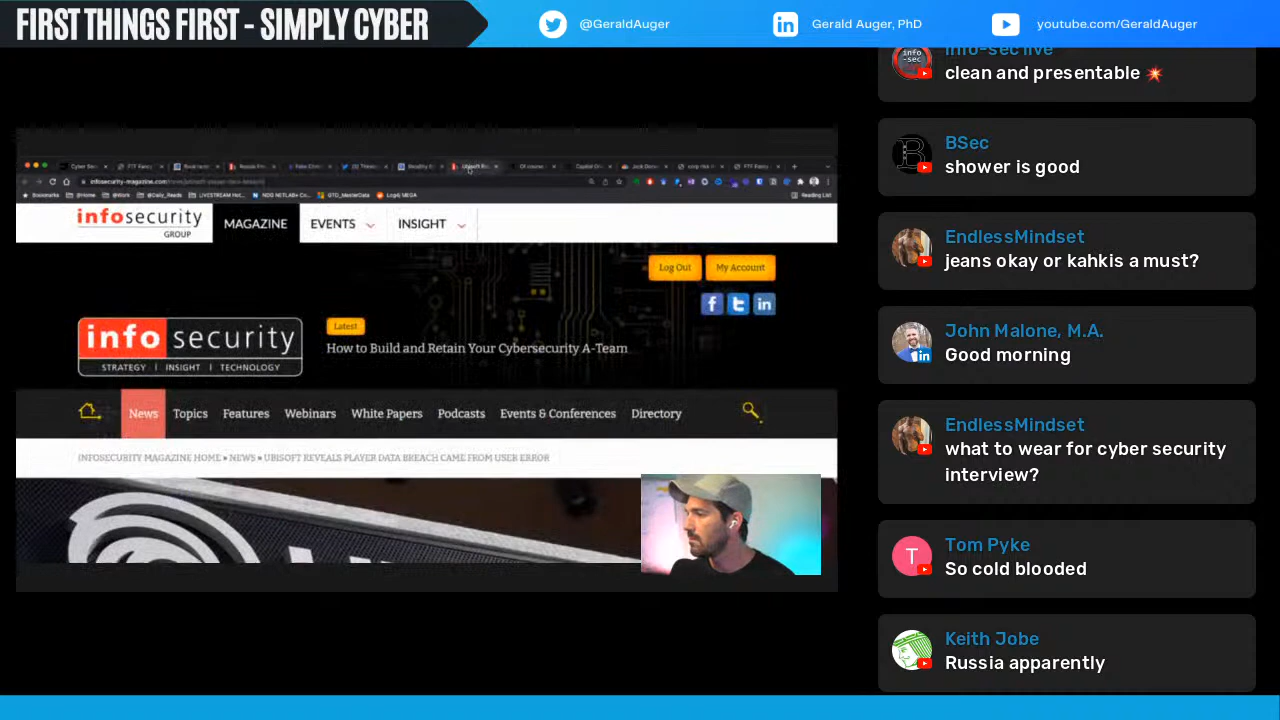 FIRST THINGS FIRST - SIMPLY CYBER
@GeraldAuger
Gerald Auger, PhD
youtube.com/GeraldAuger
infosecurity
GROUP
MAGAZINE
EVENTS
INSIGHT
Log Out
My Account
info security
STRATEGY | INSIGHT | TECHNOLOGY
Latest
How to Build and Retain Your Cybersecurity A-Team
News
Topics
Features
Webinars
White Papers
Podcasts
Events & Conferences
Directory
INFOSECURITY MAGAZINE HOME » NEWS » UBISOFT REVEALS PLAYER DATA BREACH CAME FROM USER ERROR
info-sec live
clean and presentable 💥
BSec
shower is good
EndlessMindset
jeans okay or kahkis a must?
John Malone, M.A.
Good morning
EndlessMindset
what to wear for cyber security
interview?
T
Tom Pyke
So cold blooded
Keith Jobe
Russia apparently